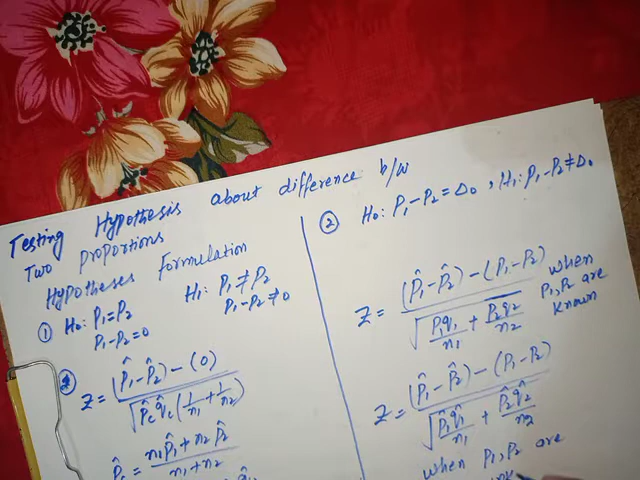 Testing Hypothesis about difference b/w
Two proportions
Hypotheses Formulation
① H₀: P₁=P₂ H₁: P₁≠P₂
P₁-P₂=0 P₁-P₂≠0
Z = (p̂₁-p̂₂)-(0) / √(p̂c q̂c (1/n₁+1/n₂))
p̂c = (n₁p̂₁+n₂p̂₂) / (n₁+n₂)
② H₀: P₁-P₂=Δ₀, H₁: P₁-P₂≠Δ₀
Z = (p̂₁-p̂₂)-(P₁-P₂) / √(P₁q₁/n₁ + P₂q₂/n₂) when
P₁,P₂ are
known
Z = (p̂₁-p̂₂)-(P₁-P₂) / √(p̂₁q̂₁/n₁ + p̂₂q̂₂/n₂)
when P₁,P₂ are